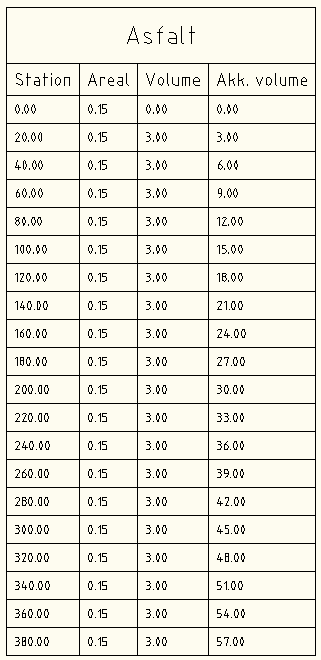 Asfalt
Station Areal Volume Akk. volume
0.00 0.15 0.00 0.00
20.00 0.15 3.00 3.00
40.00 0.15 3.00 6.00
60.00 0.15 3.00 9.00
80.00 0.15 3.00 12.00
100.00 0.15 3.00 15.00
120.00 0.15 3.00 18.00
140.00 0.15 3.00 21.00
160.00 0.15 3.00 24.00
180.00 0.15 3.00 27.00
200.00 0.15 3.00 30.00
220.00 0.15 3.00 33.00
240.00 0.15 3.00 36.00
260.00 0.15 3.00 39.00
280.00 0.15 3.00 42.00
300.00 0.15 3.00 45.00
320.00 0.15 3.00 48.00
340.00 0.15 3.00 51.00
360.00 0.15 3.00 54.00
380.00 0.15 3.00 57.00